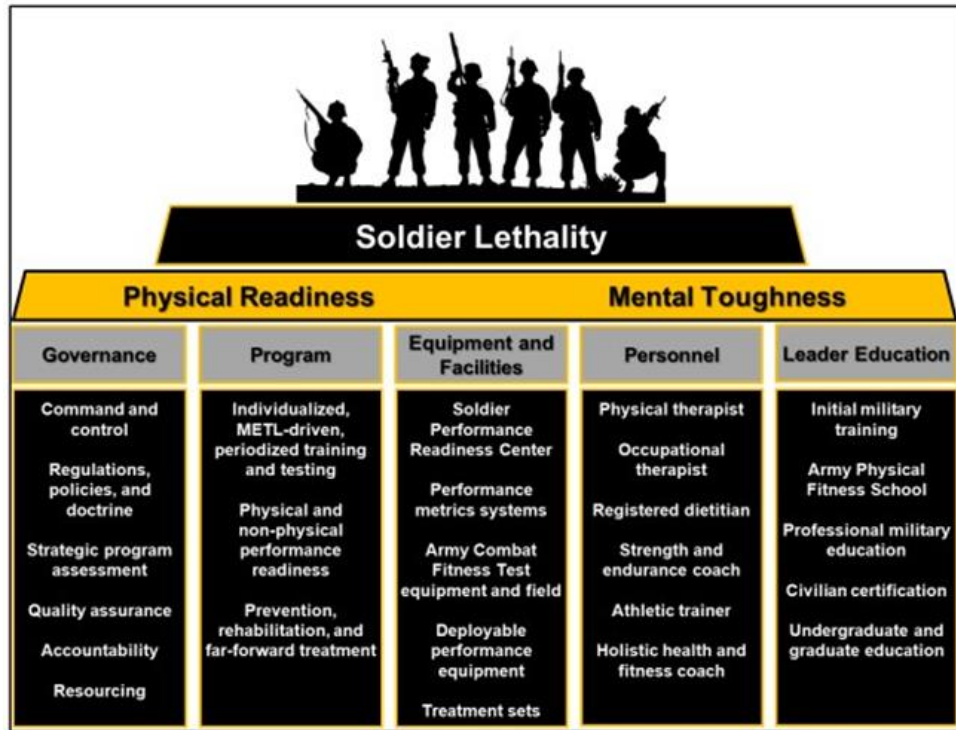 Soldier Lethality
Physical Readiness
Mental Toughness
Governance
Command and
control
Regulations,
policies, and
doctrine
Strategic program
assessment
Quality assurance
Accountability
Resourcing
Program
Individualized,
METL-driven,
periodized training
and testing
Physical and
non-physical
performance
readiness
Prevention,
rehabilitation, and
far-forward treatment
Equipment and
Facilities
Soldier
Performance
Readiness Center
Performance
metrics systems
Army Combat
Fitness Test
equipment and field
Deployable
performance
equipment
Treatment sets
Personnel
Physical therapist
Occupational
therapist
Registered dietitian
Strength and
endurance coach
Athletic trainer
Holistic health and
fitness coach
Leader Education
Initial military
training
Army Physical
Fitness School
Professional military
education
Civilian certification
Undergraduate and
graduate education